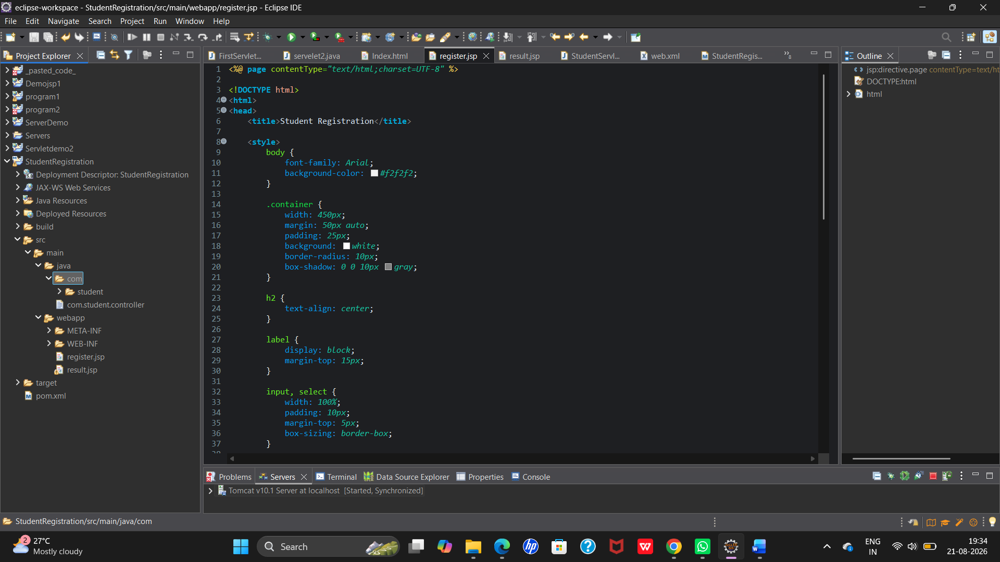 eclipse-workspace - StudentRegistration/src/main/webapp/register.jsp - Eclipse IDE
File Edit Navigate Search Project Run Window Help
Project Explorer
_pasted_code_
Demojsp1
program1
program2
ServerDemo
Servers
Servletdemo2
StudentRegistration
Deployment Descriptor: StudentRegistration
JAX-WS Web Services
Java Resources
Deployed Resources
build
src
main
java
com
student
com.student.controller
webapp
META-INF
WEB-INF
register.jsp
result.jsp
target
pom.xml
FirstServlet... servelet2.java Index.html register.jsp result.jsp StudentServl... web.xml StudentRegis... »8
1 <%@ page contentType="text/html;charset=UTF-8" %>
2
3 <!DOCTYPE html>
4 <html>
5 <head>
6 <title>Student Registration</title>
7
8 <style>
9 body {
10 font-family: Arial;
11 background-color: #f2f2f2;
12 }
13
14 .container {
15 width: 450px;
16 margin: 50px auto;
17 padding: 25px;
18 background: white;
19 border-radius: 10px;
20 box-shadow: 0 0 10px gray;
21 }
22
23 h2 {
24 text-align: center;
25 }
26
27 label {
28 display: block;
29 margin-top: 15px;
30 }
31
32 input, select {
33 width: 100%;
34 padding: 10px;
35 margin-top: 5px;
36 box-sizing: border-box;
37 }
Outline
jsp:directive.page contentType=text/ht
DOCTYPE:html
html
Problems Servers Terminal Data Source Explorer Properties Console
Tomcat v10.1 Server at localhost [Started, Synchronized]
StudentRegistration/src/main/java/com
2
27°C
Mostly cloudy
Search
ENG
IN
19:34
21-08-2026